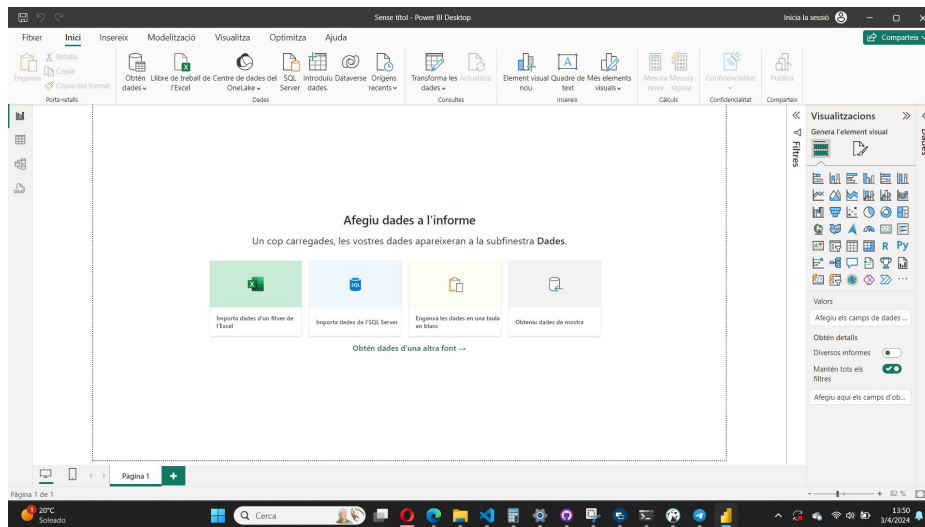 Sense títol - Power BI Desktop
Inicia la sessió
Fitxer Inici Insereix Modelització Visualitza Optimitza Ajuda
Comparteix
Enganxa
Retalla
Copia
Còpia del format
Porta-retalls
Obtén dades
Llibre de treball de l'Excel
Centre de dades del OneLake
SQL Server
Introduïu dades.
Dataverse
Orígens recents
Dades
Transforma les dades
Actualitza
Consultes
Element visual nou
Quadre de text
Més elements visuals
Insereix
Mesura nova
Mesura ràpida
Càlculs
Confidencialitat
Confidencialitat
Publica
Comparteix
Filtres
Visualitzacions
Genera l'element visual
Dades
Afegiu dades a l'informe
Un cop carregades, les vostres dades apareixeran a la subfinestra Dades.
Importa dades d'un fitxer de l'Excel
Importa dades de l'SQL Server
Enganxa les dades en una taula en blanc
Obteniu dades de mostra
Obtén dades d'una altra font →
R Py
Valors
Afegiu els camps de dades ...
Obtén detalls
Diversos informes
Mantén tots els filtres
Afegiu aquí els camps d'ob...
Pàgina 1
Pàgina 1 de 1
82 %
20°C
Soleado
Cerca
13:50
3/4/2024